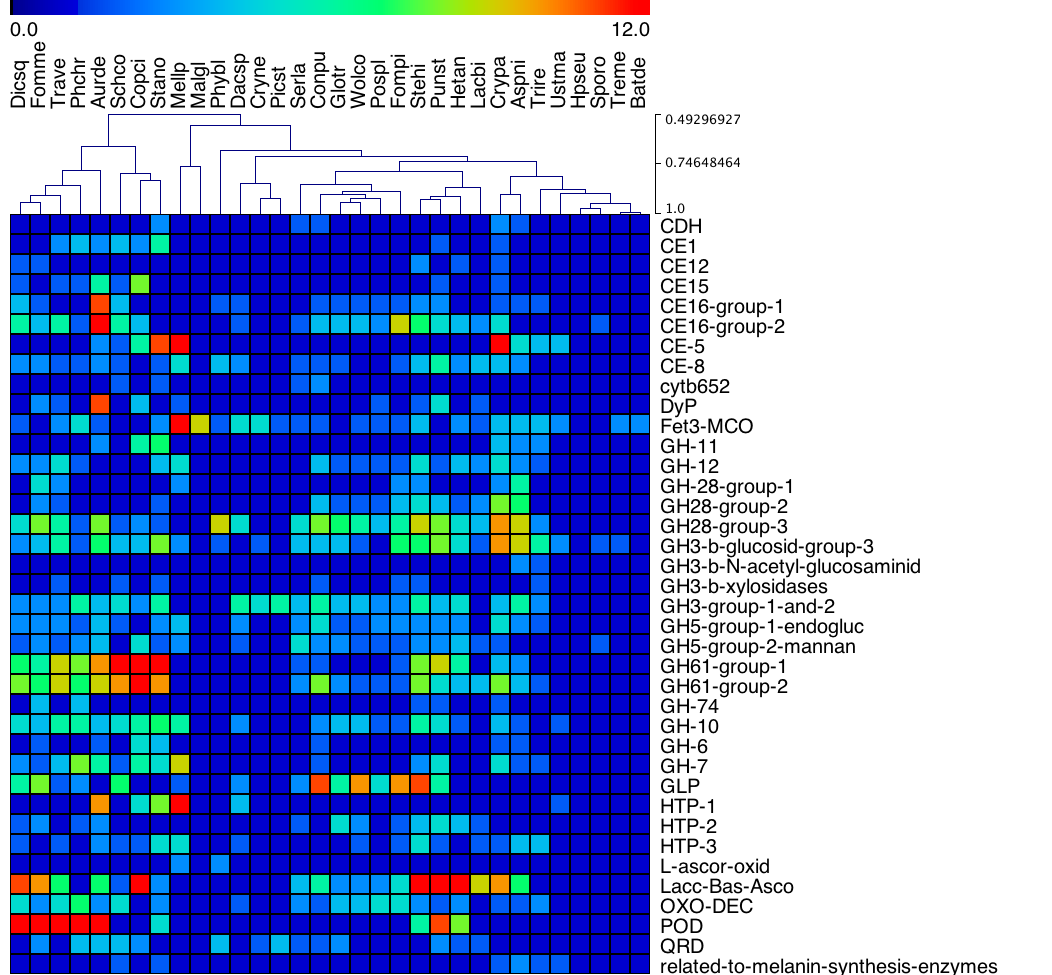 0.0 12.0
Dicsq Fomme Trave Phchr Aurde Schco Copci Stano Mellp Malgl Phybl Dacsp Cryne Picst Serla Conpu Glotr Wolco Pospl Fompi Stehi Punst Hetan Lacbi Crypa Aspni Trire Ustma Hpseu Sporo Treme Batde
0.49296927
0.74648464
1.0
CDH
CE1
CE12
CE15
CE16-group-1
CE16-group-2
CE-5
CE-8
cytb652
DyP
Fet3-MCO
GH-11
GH-12
GH-28-group-1
GH28-group-2
GH28-group-3
GH3-b-glucosid-group-3
GH3-b-N-acetyl-glucosaminid
GH3-b-xylosidases
GH3-group-1-and-2
GH5-group-1-endogluc
GH5-group-2-mannan
GH61-group-1
GH61-group-2
GH-74
GH-10
GH-6
GH-7
GLP
HTP-1
HTP-2
HTP-3
L-ascor-oxid
Lacc-Bas-Asco
OXO-DEC
POD
QRD
related-to-melanin-synthesis-enzymes